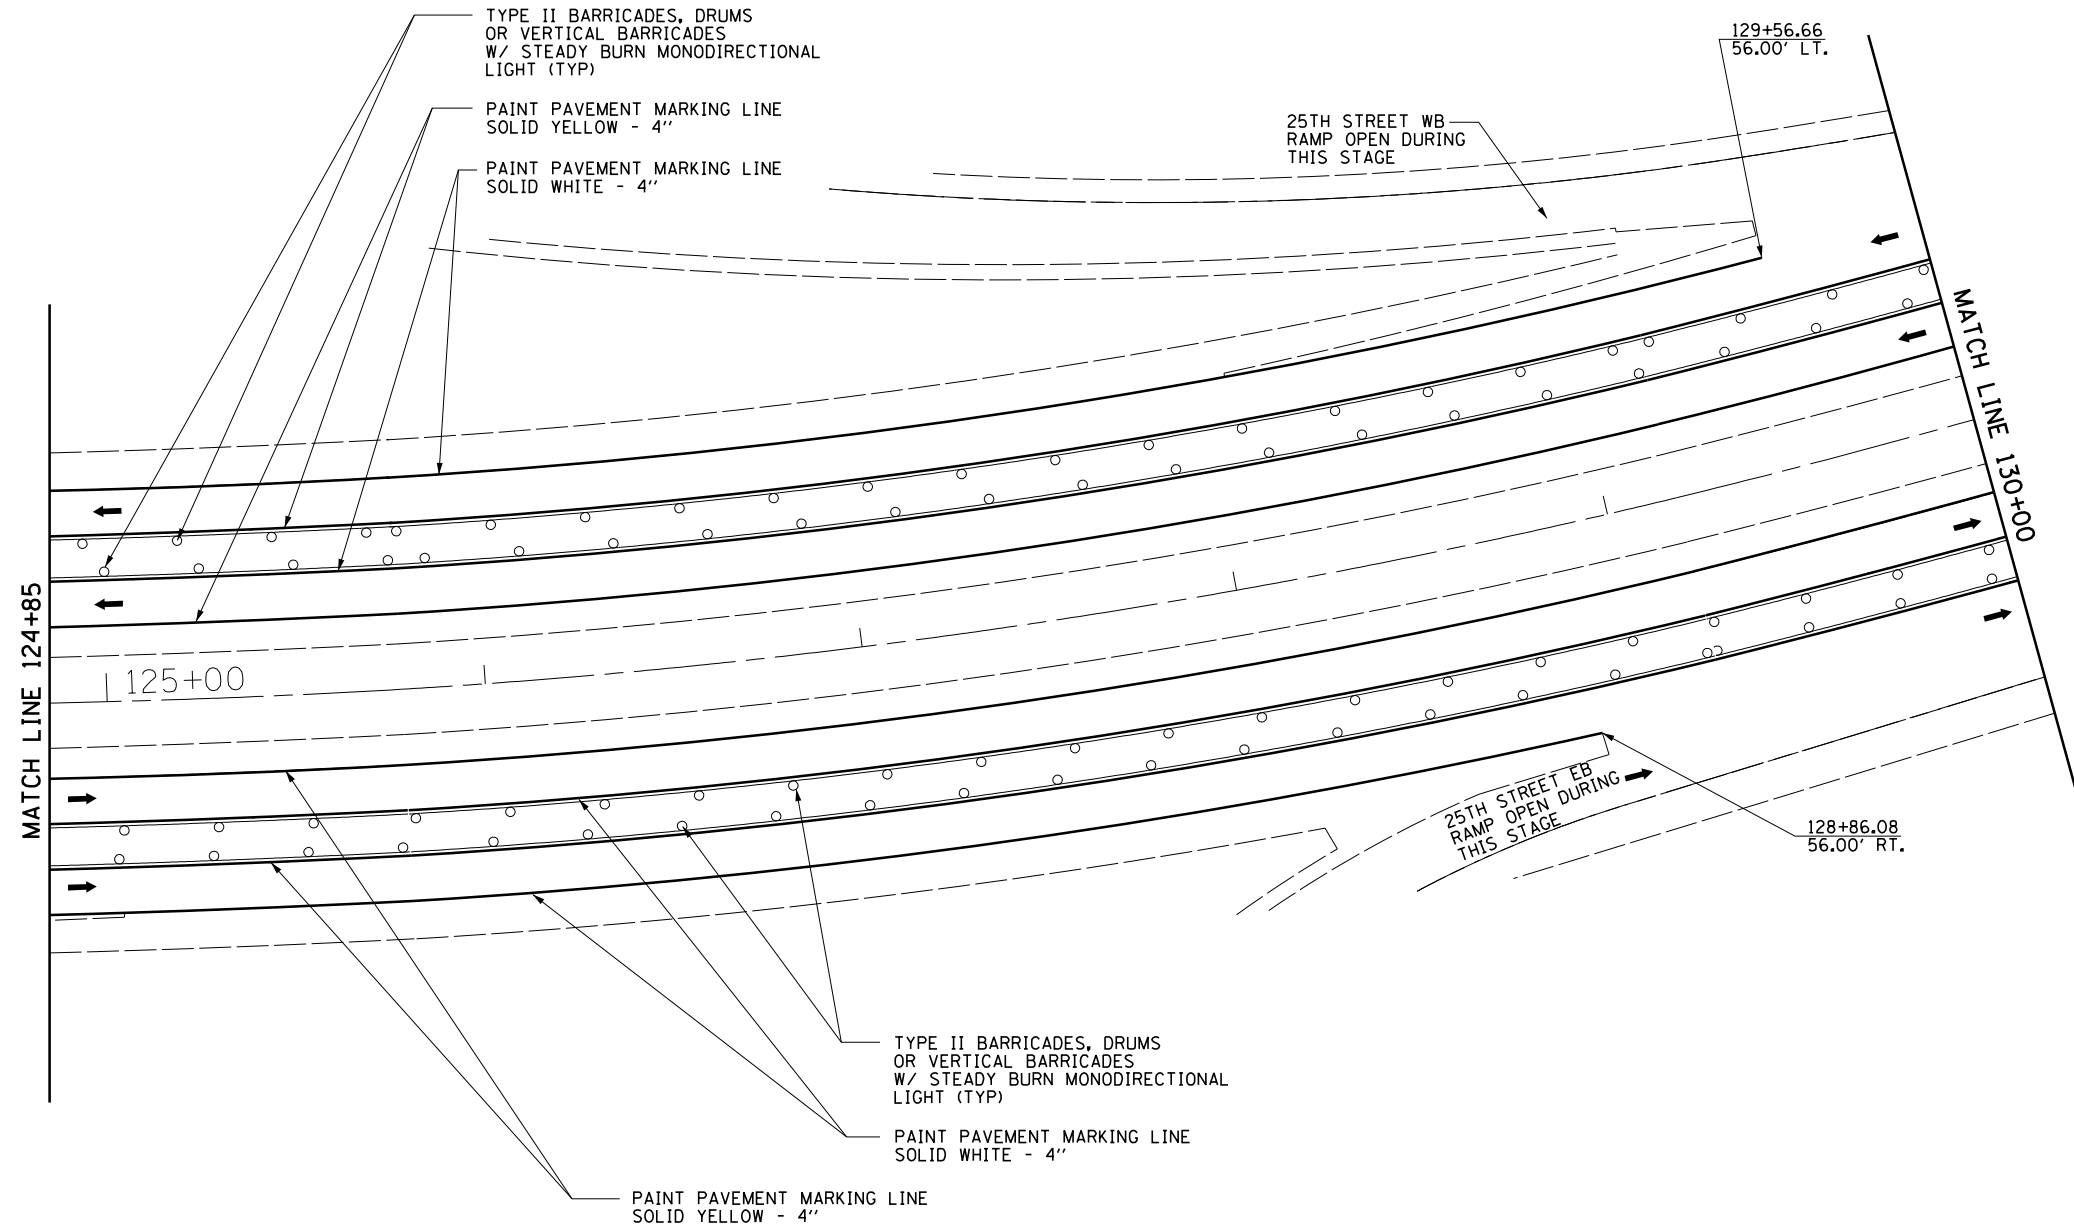 TYPE II BARRICADES, DRUMS
OR VERTICAL BARRICADES
W/ STEADY BURN MONODIRECTIONAL
LIGHT (TYP)
PAINT PAVEMENT MARKING LINE
SOLID YELLOW - 4''
PAINT PAVEMENT MARKING LINE
SOLID WHITE - 4''
129+56.66
56.00' LT.
25TH STREET WB
RAMP OPEN DURING
THIS STAGE
MATCH LINE 124+85
125+00
MATCH LINE 130+00
25TH STREET EB
RAMP OPEN DURING
THIS STAGE
128+86.08
56.00' RT.
TYPE II BARRICADES, DRUMS
OR VERTICAL BARRICADES
W/ STEADY BURN MONODIRECTIONAL
LIGHT (TYP)
PAINT PAVEMENT MARKING LINE
SOLID WHITE - 4''
PAINT PAVEMENT MARKING LINE
SOLID YELLOW - 4''